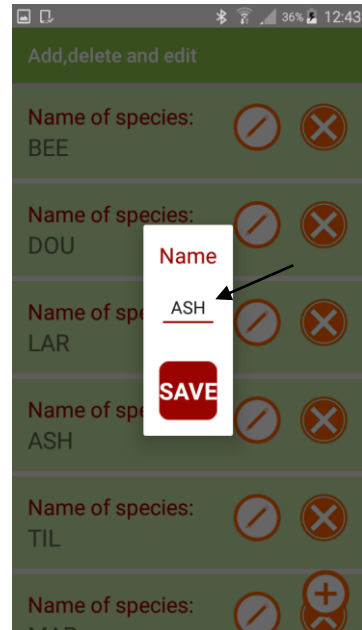 36% 12:43
Add,delete and edit
Name of species:
BEE
Name of species:
DOU
Name
Name of spe
LAR
ASH
SAVE
Name of spe
ASH
Name of species:
TIL
Name of species: